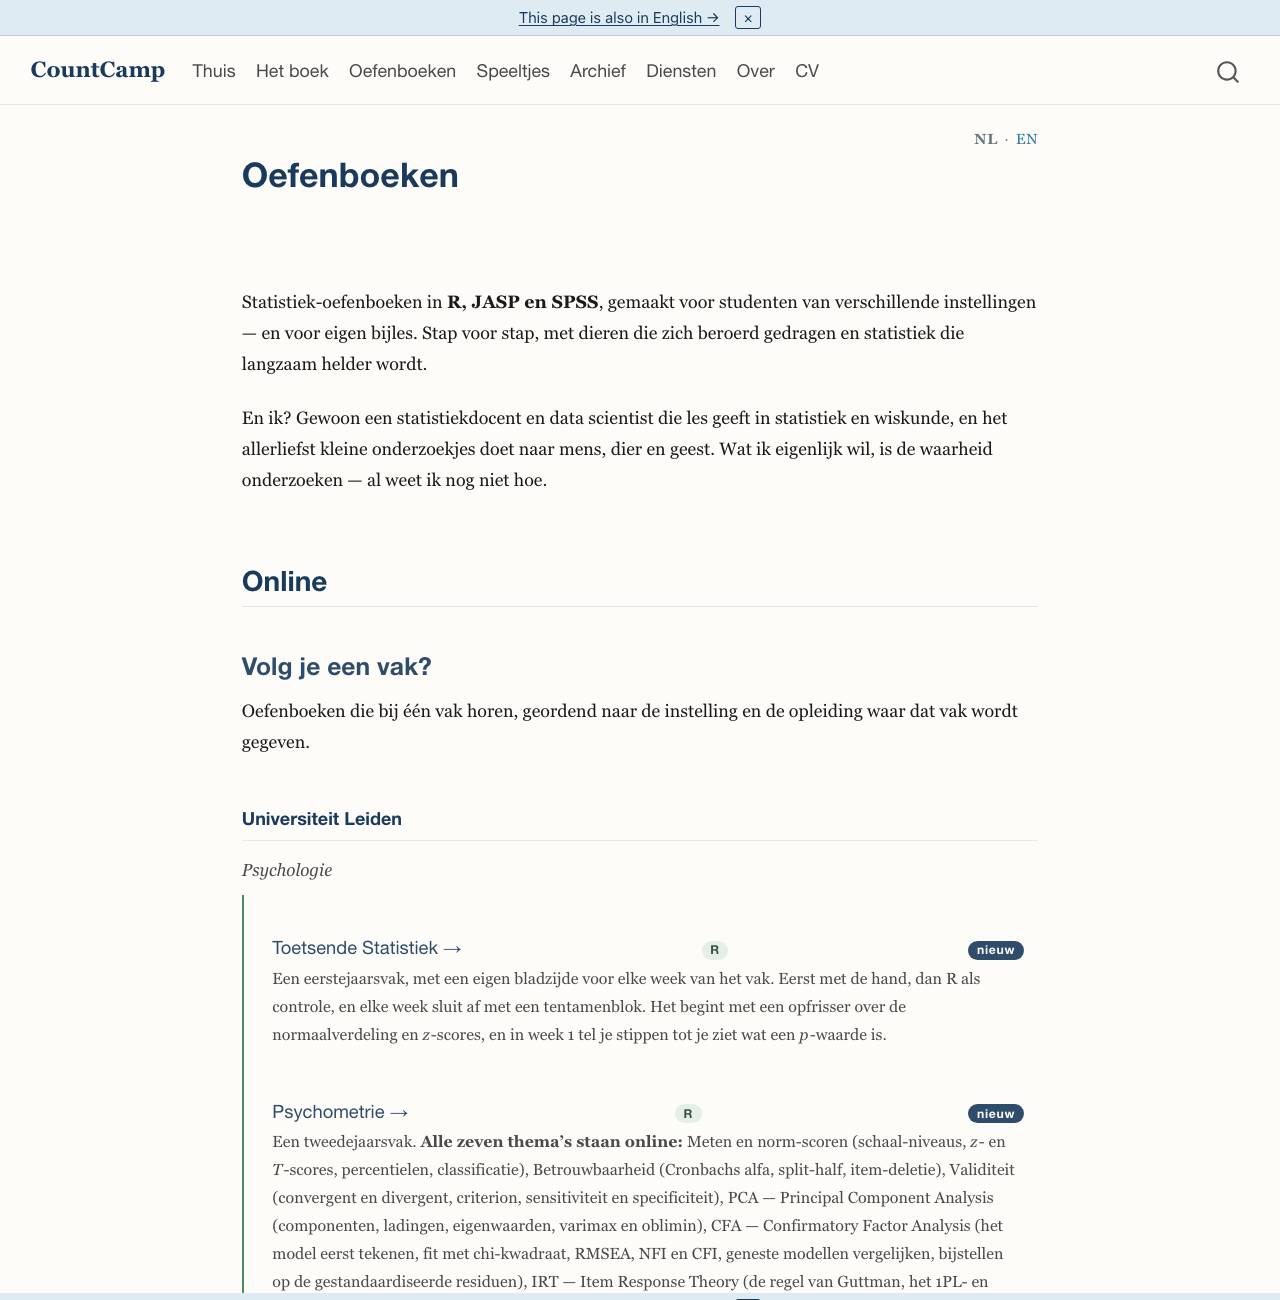 This page is also in English →
×
CountCamp
Thuis
Het boek
Oefenboeken
Speeltjes
Archief
Diensten
Over
CV
NL · EN
Oefenboeken
Statistiek-oefenboeken in R, JASP en SPSS, gemaakt voor studenten van verschillende instellingen
— en voor eigen bijles. Stap voor stap, met dieren die zich beroerd gedragen en statistiek die
langzaam helder wordt.
En ik? Gewoon een statistiekdocent en data scientist die les geeft in statistiek en wiskunde, en het
allerliefst kleine onderzoekjes doet naar mens, dier en geest. Wat ik eigenlijk wil, is de waarheid
onderzoeken — al weet ik nog niet hoe.
Online
Volg je een vak?
Oefenboeken die bij één vak horen, geordend naar de instelling en de opleiding waar dat vak wordt
gegeven.
Universiteit Leiden
Psychologie
Toetsende Statistiek →
R
nieuw
Een eerstejaarsvak, met een eigen bladzijde voor elke week van het vak. Eerst met de hand, dan R als
controle, en elke week sluit af met een tentamenblok. Het begint met een opfrisser over de
normaalverdeling en z-scores, en in week 1 tel je stippen tot je ziet wat een p-waarde is.
Psychometrie →
R
nieuw
Een tweedejaarsvak. Alle zeven thema’s staan online: Meten en norm-scoren (schaal-niveaus, z- en
T-scores, percentielen, classificatie), Betrouwbaarheid (Cronbachs alfa, split-half, item-deletie), Validiteit
(convergent en divergent, criterion, sensitiviteit en specificiteit), PCA — Principal Component Analysis
(componenten, ladingen, eigenwaarden, varimax en oblimin), CFA — Confirmatory Factor Analysis (het
model eerst tekenen, fit met chi-kwadraat, RMSEA, NFI en CFI, geneste modellen vergelijken, bijstellen
op de gestandaardiseerde residuen), IRT — Item Response Theory (de regel van Guttman, het 1PL- en